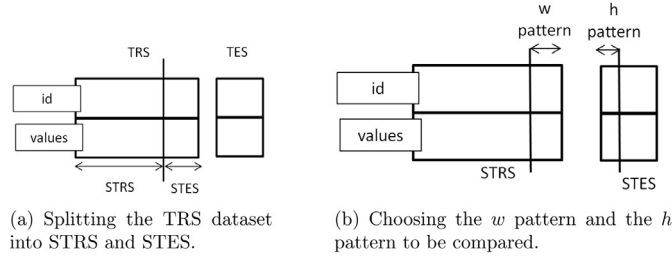 TRS TES
id
values
STRS STES
(a) Splitting the TRS dataset
into STRS and STES.
w
pattern
h
pattern
id
values
STRS
STES
(b) Choosing the w pattern and the h
pattern to be compared.